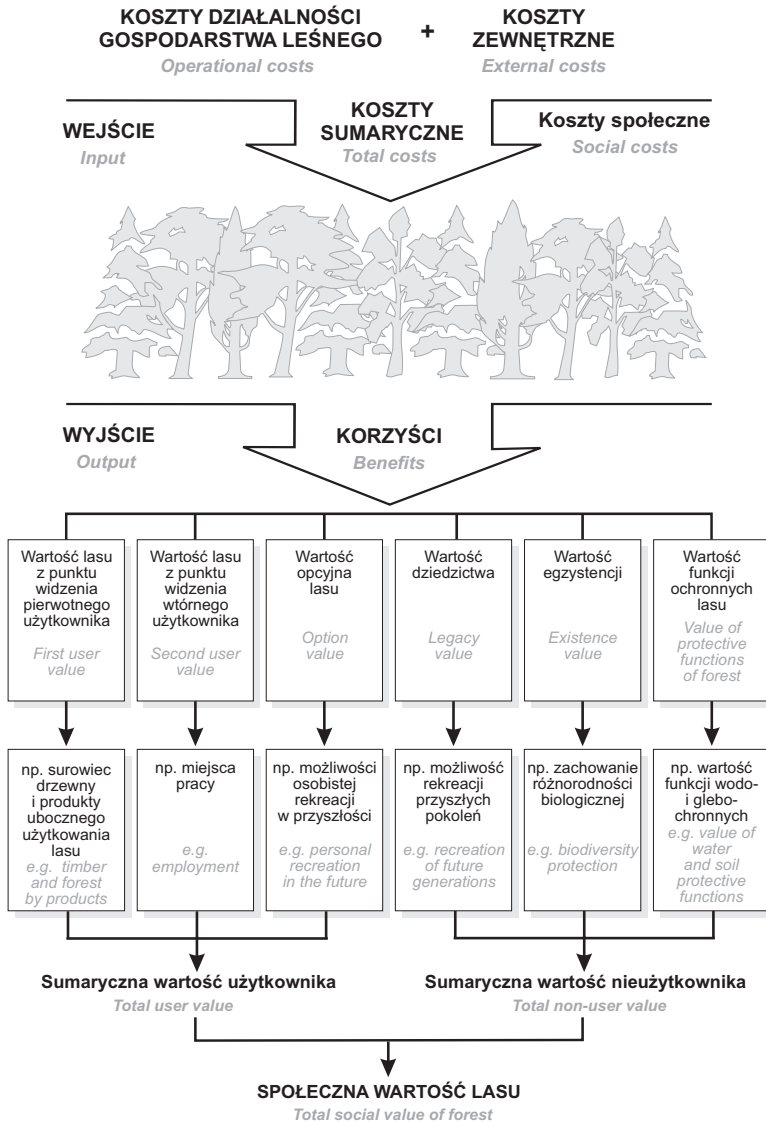 KOSZTY DZIAŁALNOŚCI
GOSPODARSTWA LEŚNEGO
Operational costs
+
KOSZTY
ZEWNĘTRZNE
External costs
WEJŚCIE
Input
KOSZTY
SUMARYCZNE
Total costs
Koszty społeczne
Social costs
WYJŚCIE
Output
KORZYŚCI
Benefits
Wartość lasu
z punktu
widzenia
pierwotnego
użytkownika
First user
value
Wartość lasu
z punktu
widzenia
wtórnego
użytkownika
Second user
value
Wartość
opcyjna
lasu
Option
value
Wartość
dziedzictwa
Legacy
value
Wartość
egzystencji
Existence
value
Wartość
funkcji
ochronnych
lasu
Value of
protective
functions
of forest
np. surowiec
drzewny
i produkty
ubocznego
użytkowania
lasu
e.g. timber
and forest
by products
np. miejsca
pracy
e.g.
employment
np. możliwości
osobistej
rekreacji
w przyszłości
e.g. personal
recreation
in the future
np. możliwość
rekreacji
przyszłych
pokoleń
e.g. recreation
of future
generations
np. zachowanie
różnorodności
biologicznej
e.g. biodiversity
protection
np. wartość
funkcji wodo-
i glebo-
chronnych
e.g. value of
water
and soil
protective
functions
Sumaryczna wartość użytkownika
Total user value
Sumaryczna wartość nieużytkownika
Total non-user value
SPOŁECZNA WARTOŚĆ LASU
Total social value of forest